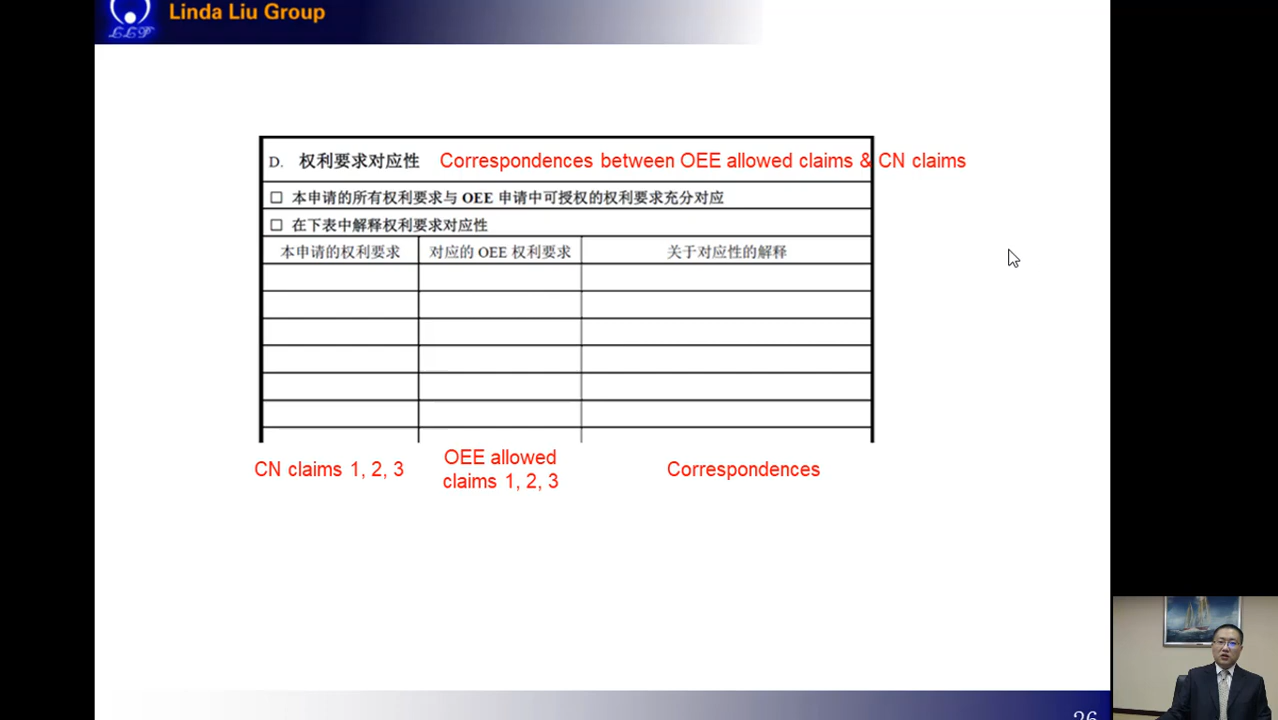 Linda Liu Group
LLP
D. 权利要求对应性 Correspondences between OEE allowed claims & CN claims
□ 本申请的所有权利要求与 OEE 申请中可授权的权利要求充分对应
□ 在下表中解释权利要求对应性
本申请的权利要求 对应的 OEE 权利要求 关于对应性的解释
CN claims 1, 2, 3
OEE allowed
claims 1, 2, 3
Correspondences
26